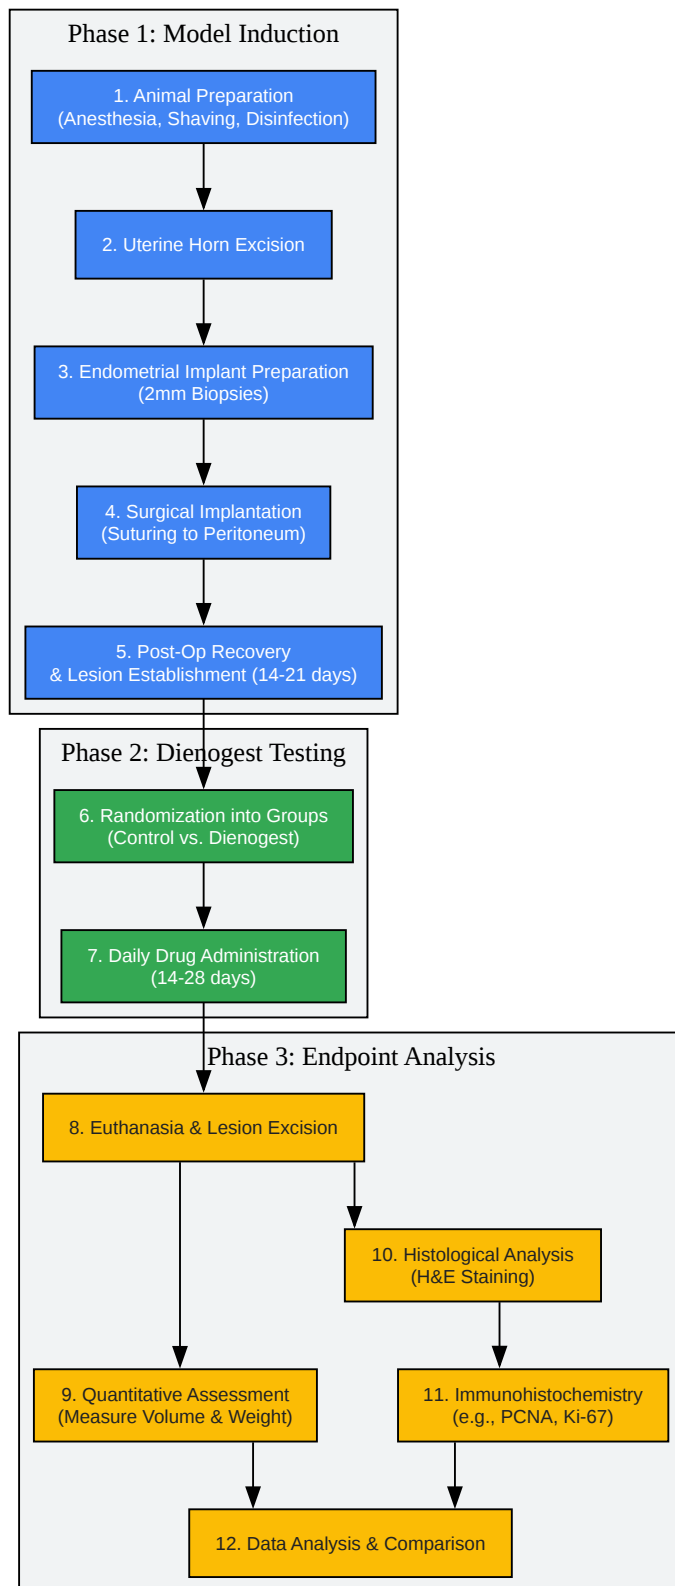 Phase 1: Model Induction
1. Animal Preparation
(Anesthesia, Shaving, Disinfection)
2. Uterine Horn Excision
3. Endometrial Implant Preparation
(2mm Biopsies)
4. Surgical Implantation
(Suturing to Peritoneum)
5. Post-Op Recovery
& Lesion Establishment (14-21 days)
Phase 2: Dienogest Testing
6. Randomization into Groups
(Control vs. Dienogest)
7. Daily Drug Administration
(14-28 days)
Phase 3: Endpoint Analysis
8. Euthanasia & Lesion Excision
10. Histological Analysis
(H&E Staining)
9. Quantitative Assessment
(Measure Volume & Weight)
11. Immunohistochemistry
(e.g., PCNA, Ki-67)
12. Data Analysis & Comparison